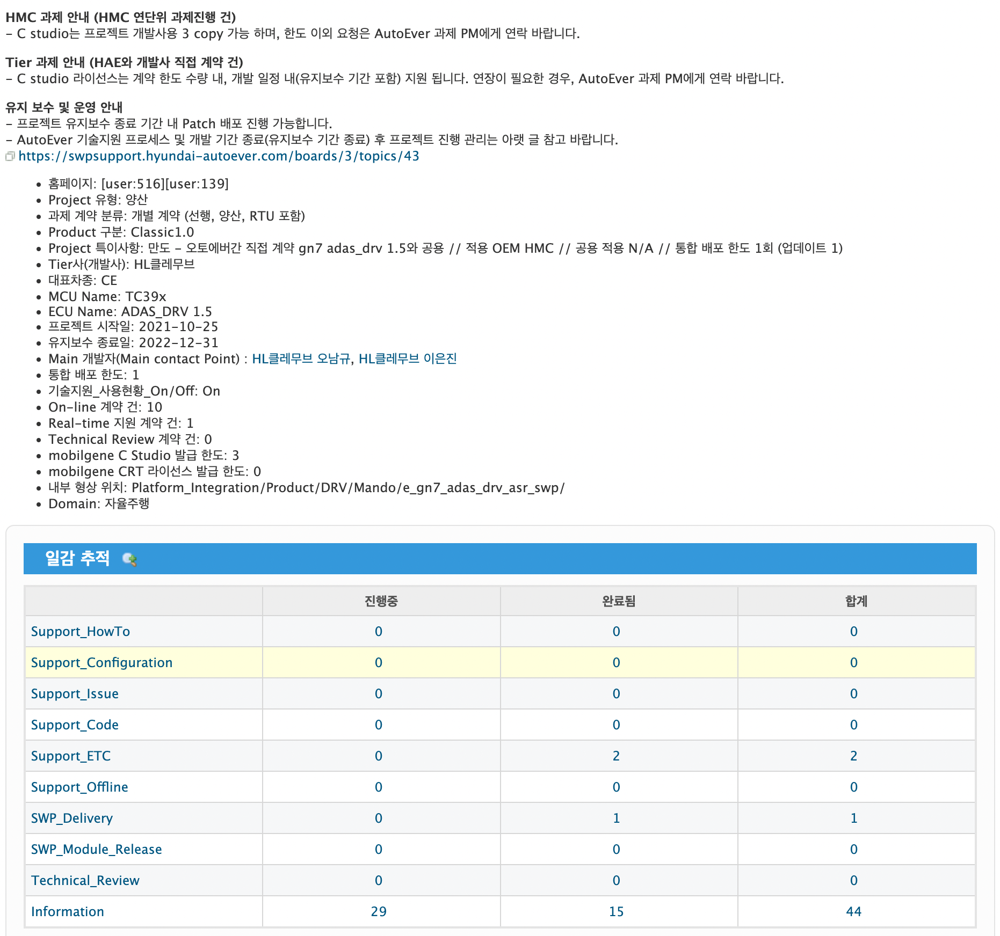 HMC 과제 안내 (HMC 연단위 과제진행 건)
- C studio는 프로젝트 개발사용 3 copy 가능 하며, 한도 이외 요청은 AutoEver 과제 PM에게 연락 바랍니다.
Tier 과제 안내 (HAE와 개발사 직접 계약 건)
- C studio 라이선스는 계약 한도 수량 내, 개발 일정 내(유지보수 기간 포함) 지원 됩니다. 연장이 필요한 경우, AutoEver 과제 PM에게 연락 바랍니다.
유지 보수 및 운영 안내
- 프로젝트 유지보수 종료 기간 내 Patch 배포 진행 가능합니다.
- AutoEver 기술지원 프로세스 및 개발 기간 종료(유지보수 기간 종료) 후 프로젝트 진행 관리는 아랫 글 참고 바랍니다.
https://swpsupport.hyundai-autoever.com/boards/3/topics/43
• 홈페이지: [user:516][user:139]
• Project 유형: 양산
• 과제 계약 분류: 개별 계약 (선행, 양산, RTU 포함)
• Product 구분: Classic1.0
• Project 특이사항: 만도 - 오토에버간 직접 계약 gn7 adas_drv 1.5와 공용 // 적용 OEM HMC // 공용 적용 N/A // 통합 배포 한도 1회 (업데이트 1)
• Tier사(개발사): HL클레무브
• 대표차종: CE
• MCU Name: TC39x
• ECU Name: ADAS_DRV 1.5
• 프로젝트 시작일: 2021-10-25
• 유지보수 종료일: 2022-12-31
• Main 개발자(Main contact Point) : HL클레무브 오남규, HL클레무브 이은진
• 통합 배포 한도: 1
• 기술지원_사용현황_On/Off: On
• On-line 계약 건: 10
• Real-time 지원 계약 건: 1
• Technical Review 계약 건: 0
• mobilgene C Studio 발급 한도: 3
• mobilgene CRT 라이선스 발급 한도: 0
• 내부 형상 위치: Platform_Integration/Product/DRV/Mando/e_gn7_adas_drv_asr_swp/
• Domain: 자율주행
일감 추적
진행중 완료됨 합계
Support_HowTo 0 0 0
Support_Configuration 0 0 0
Support_Issue 0 0 0
Support_Code 0 0 0
Support_ETC 0 2 2
Support_Offline 0 0 0
SWP_Delivery 0 1 1
SWP_Module_Release 0 0 0
Technical_Review 0 0 0
Information 29 15 44